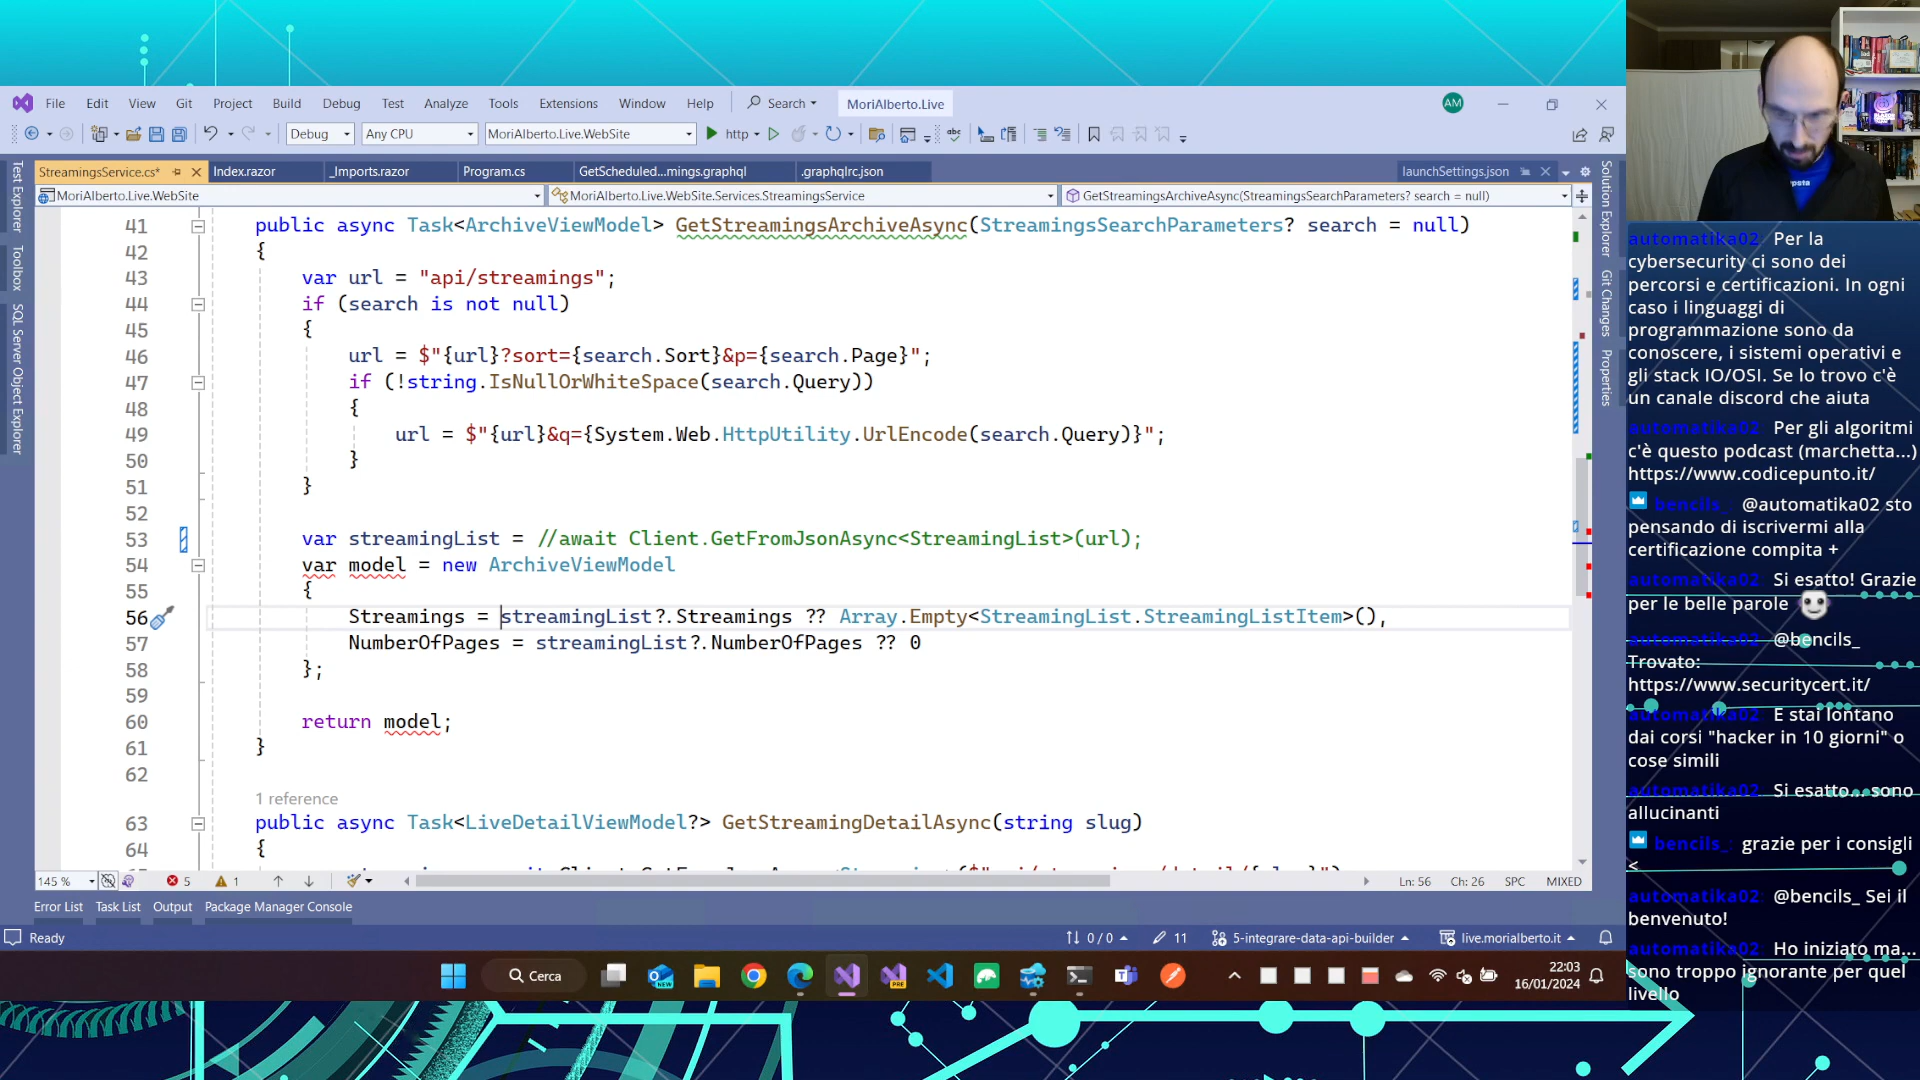 File Edit View Git Project Build Debug Test Analyze Tools Extensions Window Help Search MoriAlberto.Live AM
Debug Any CPU MoriAlberto.Live.WebSite http
StreamingsService.cs* Index.razor _Imports.razor Program.cs GetScheduled...mings.graphql .graphqlrc.json launchSettings.json
MoriAlberto.Live.WebSite MoriAlberto.Live.WebSite.Services.StreamingsService GetStreamingsArchiveAsync(StreamingsSearchParameters? search = null)
Test Explorer
Toolbox
SQL Server Object Explorer
41 public async Task<ArchiveViewModel> GetStreamingsArchiveAsync(StreamingsSearchParameters? search = null)
42 {
43 var url = "api/streamings";
44 if (search is not null)
45 {
46 url = $"{url}?sort={search.Sort}&p={search.Page}";
47 if (!string.IsNullOrWhiteSpace(search.Query))
48 {
49 url = $"{url}&q={System.Web.HttpUtility.UrlEncode(search.Query)}";
50 }
51 }
52
53 var streamingList = //await Client.GetFromJsonAsync<StreamingList>(url);
54 var model = new ArchiveViewModel
55 {
56 Streamings = streamingList?.Streamings ?? Array.Empty<StreamingList.StreamingListItem>(),
57 NumberOfPages = streamingList?.NumberOfPages ?? 0
58 };
59
60 return model;
61 }
62
1 reference
63 public async Task<LiveDetailViewModel?> GetStreamingDetailAsync(string slug)
64 {
Solution Explorer
Git Changes
Properties
145 % 5 1 Ln: 56 Ch: 26 SPC MIXED
Error List Task List Output Package Manager Console
Ready 0 / 0 11 5-integrare-data-api-builder live.morialberto.it
Cerca
22:03
16/01/2024
automatika02 Per la
cybersecurity ci sono dei
percorsi e certificazioni. In ogni
caso i linguaggi di
programmazione sono da
conoscere, i sistemi operativi e
gli stack IO/OSI. Se lo trovo c'è
un canale discord che aiuta
automatika02 Per gli algoritmi
c'è questo podcast (marchetta...)
https://www.codicepunto.it/
bencils_ @automatika02 sto
pensando di iscrivermi alla
certificazione compita +
automatika02 Si esatto! Grazie
per le belle parole
automatika02 @bencils_
Trovato:
https://www.securitycert.it/
automatika02 E stai lontano
dai corsi "hacker in 10 giorni" o
cose simili
automatika02 Si esatto... sono
allucinanti
bencils_: grazie per i consigli
<
automatika02 @bencils_ Sei il
benvenuto!
automatika02 Ho iniziato ma...
sono troppo ignorante per quel
livello